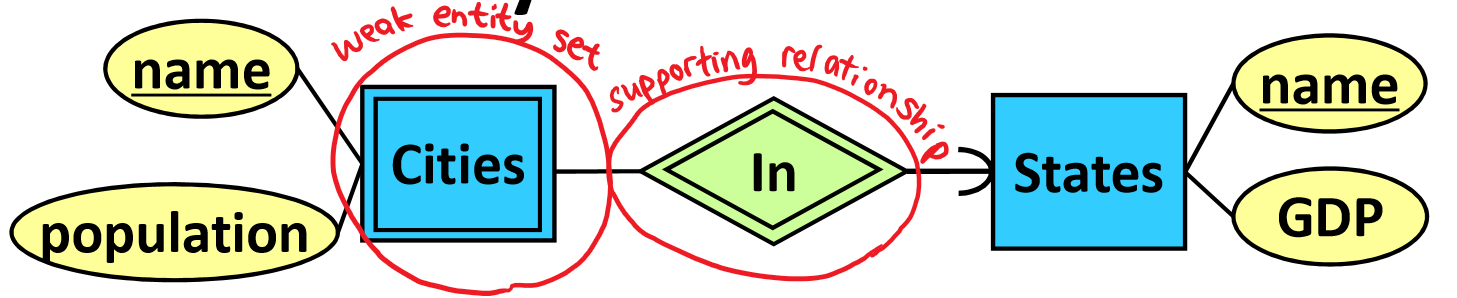 weak entity set
supporting relationship
name
population
Cities
In
States
name
GDP